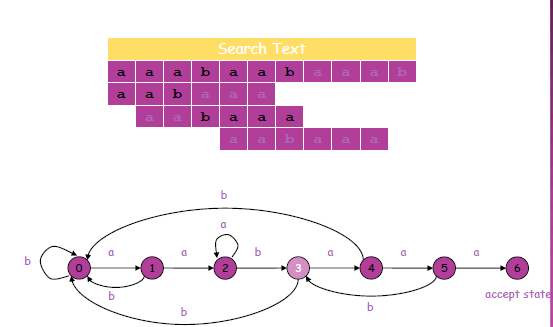 Search Text
a a a b a a b a a a b
a a b a a a
a a b a a a
a a b a a a
b
a
b a a b a a a
0 1 2 3 4 5 6
b b b
accept state